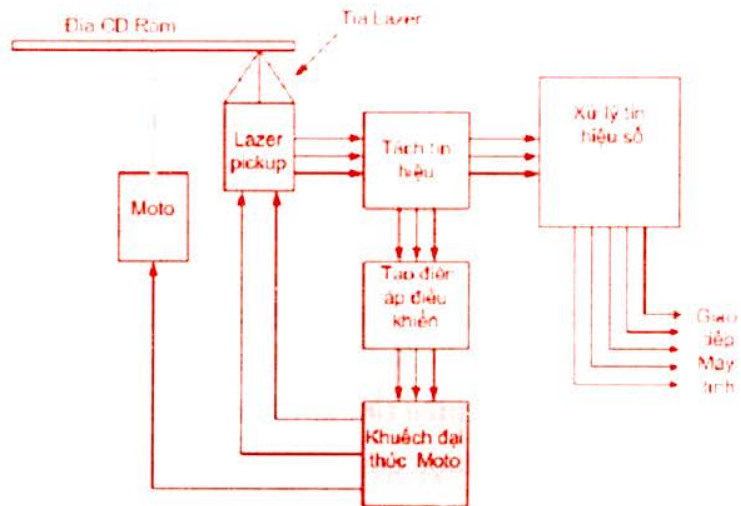 Đĩa CD Rom
Tia Lazer
Lazer
pickup
Tách tín
hiệu
Xử lý tín
hiệu số
Moto
Tạo điện
áp điều
khiển
Giao
tiếp
Máy
tính
Khuếch đại
thúc Moto